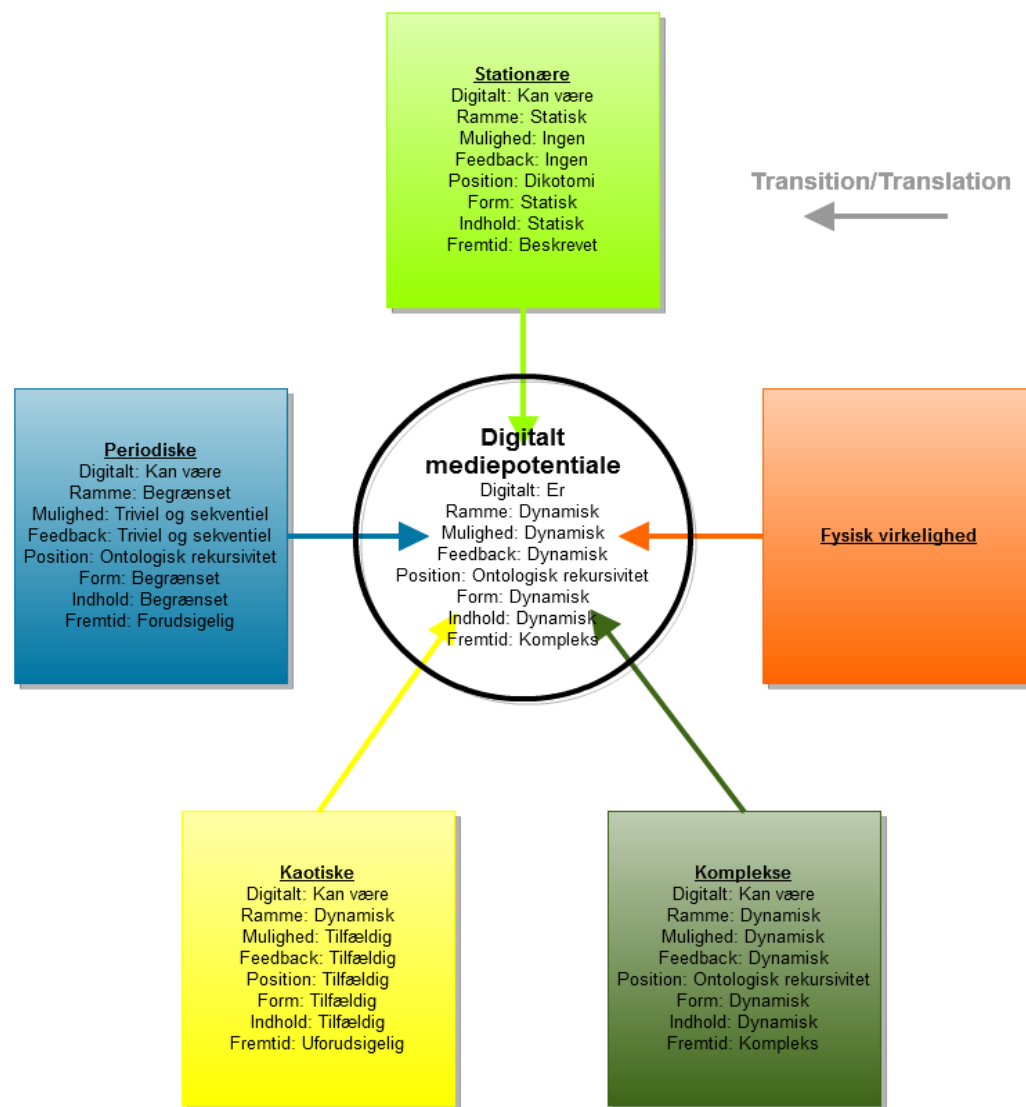 Stationære
Digitalt: Kan være
Ramme: Statisk
Mulighed: Ingen
Feedback: Ingen
Position: Dikotomi
Form: Statisk
Indhold: Statisk
Fremtid: Beskrevet
Transition/Translation
Periodiske
Digitalt: Kan være
Ramme: Begrænset
Mulighed: Triviel og sekventiel
Feedback: Triviel og sekventiel
Position: Ontologisk rekursivitet
Form: Begrænset
Indhold: Begrænset
Fremtid: Forudsigelig
Digitalt
mediepotentiale
Digitalt: Er
Ramme: Dynamisk
Mulighed: Dynamisk
Feedback: Dynamisk
Position: Ontologisk rekursivitet
Form: Dynamisk
Indhold: Dynamisk
Fremtid: Kompleks
Fysisk virkelighed
Kaotiske
Digitalt: Kan være
Ramme: Dynamisk
Mulighed: Tilfældig
Feedback: Tilfældig
Position: Tilfældig
Form: Tilfældig
Indhold: Tilfældig
Fremtid: Uforudsigelig
Komplekse
Digitalt: Kan være
Ramme: Dynamisk
Mulighed: Dynamisk
Feedback: Dynamisk
Position: Ontologisk rekursivitet
Form: Dynamisk
Indhold: Dynamisk
Fremtid: Kompleks